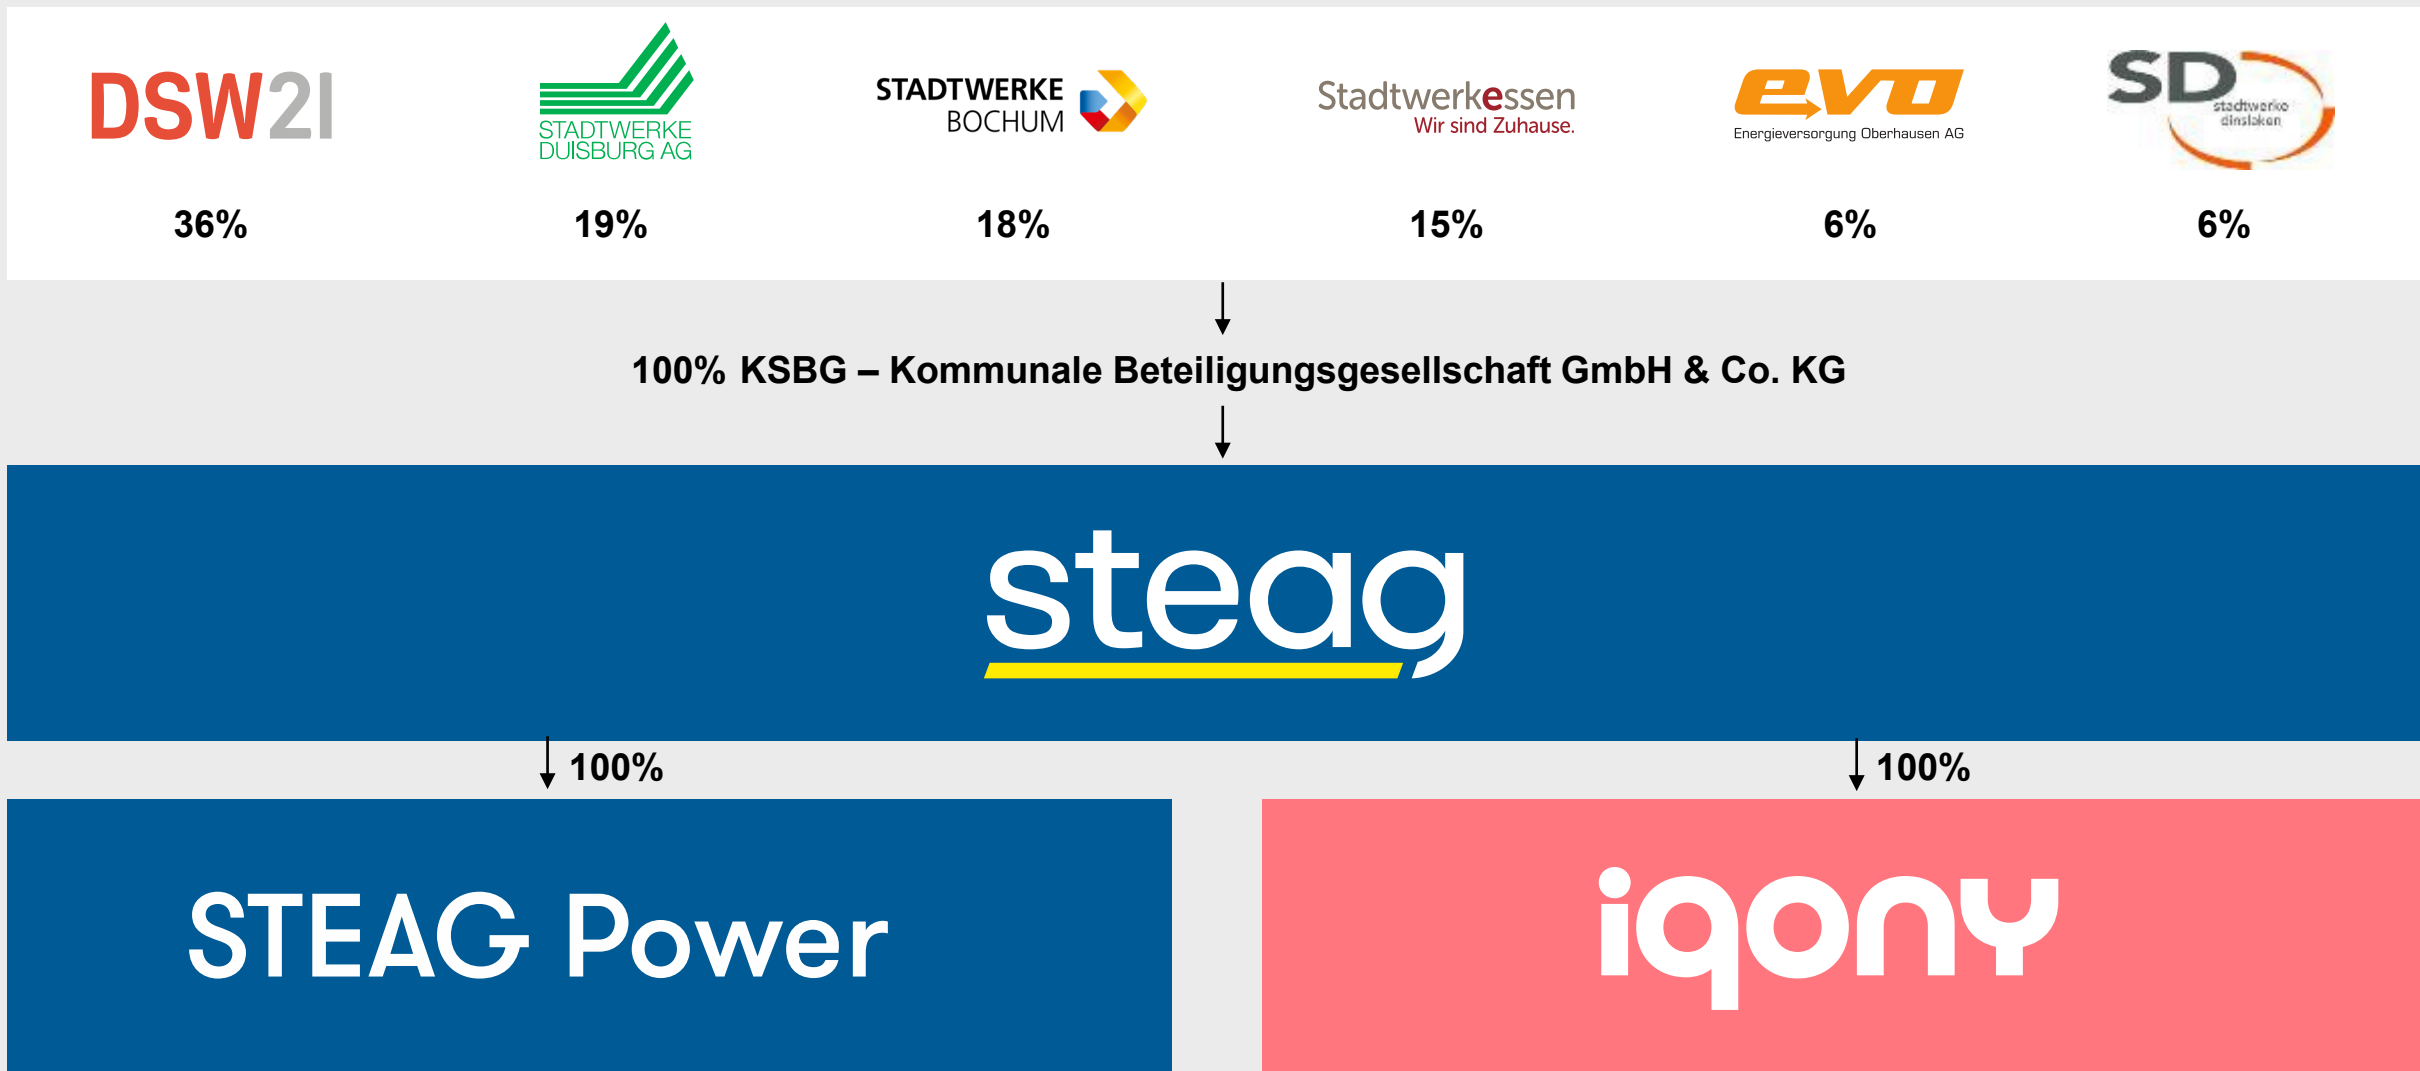 DSW21
STADTWERKE
DUISBURG AG
STADTWERKE
BOCHUM
Stadtwerkessen
Wir sind Zuhause.
evo
Energieversorgung Oberhausen AG
SD
stadtwerke
dinslaken
36%
19%
18%
15%
6%
6%
100% KSBG – Kommunale Beteiligungsgesellschaft GmbH & Co. KG
steag
100%
100%
STEAG Power
iqony